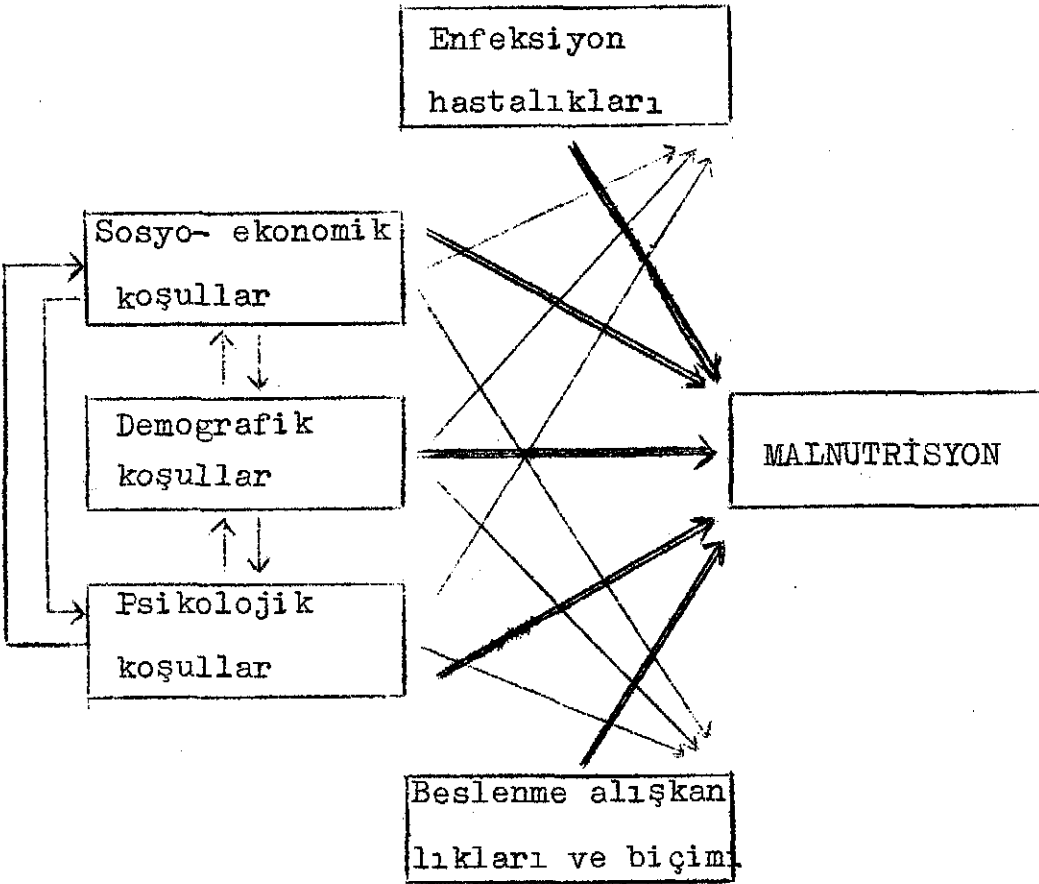 Enfeksiyon
hastalıkları
Sosyo- ekonomik
koşullar
Demografik
koşullar
MALNUTRİSYON
Psikolojik
koşullar
Beslenme alışkan
lıkları ve biçimi